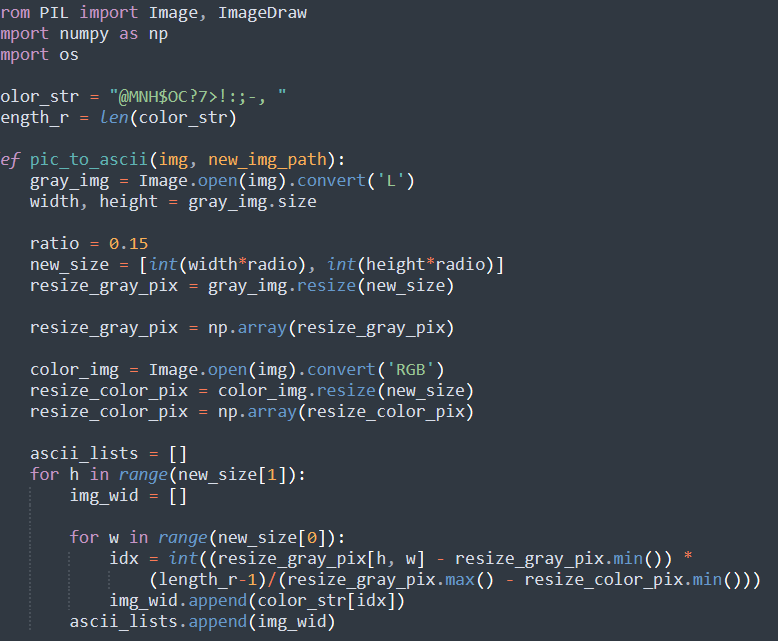 rom PIL import Image, ImageDraw
mport numpy as np
mport os
olor_str = "@MNH$OC?7>!:;-, "
ength_r = len(color_str)
ef pic_to_ascii(img, new_img_path):
gray_img = Image.open(img).convert('L')
width, height = gray_img.size
ratio = 0.15
new_size = [int(width*radio), int(height*radio)]
resize_gray_pix = gray_img.resize(new_size)
resize_gray_pix = np.array(resize_gray_pix)
color_img = Image.open(img).convert('RGB')
resize_color_pix = color_img.resize(new_size)
resize_color_pix = np.array(resize_color_pix)
ascii_lists = []
for h in range(new_size[1]):
img_wid = []
for w in range(new_size[0]):
idx = int((resize_gray_pix[h, w] - resize_gray_pix.min()) *
(length_r-1)/(resize_gray_pix.max() - resize_color_pix.min()))
img_wid.append(color_str[idx])
ascii_lists.append(img_wid)